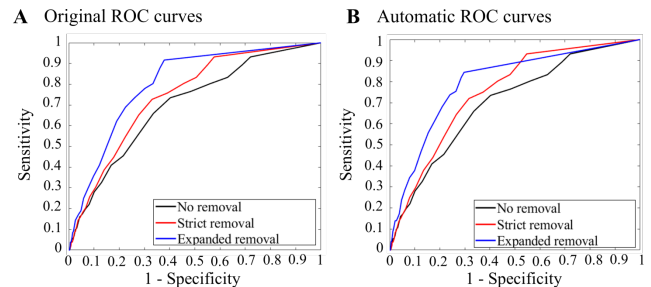 A Original ROC curves
1
0.9
0.8
0.7
0.6
0.5
0.4
0.3
0.2
0.1
0
Sensitivity
No removal
Strict removal
Expanded removal
0 0.1 0.2 0.3 0.4 0.5 0.6 0.7 0.8 0.9 1
1 - Specificity
B Automatic ROC curves
1
0.9
0.8
0.7
0.6
0.5
0.4
0.3
0.2
0.1
0
Sensitivity
No removal
Strict removal
Expanded removal
0 0.1 0.2 0.3 0.4 0.5 0.6 0.7 0.8 0.9 1
1 - Specificity